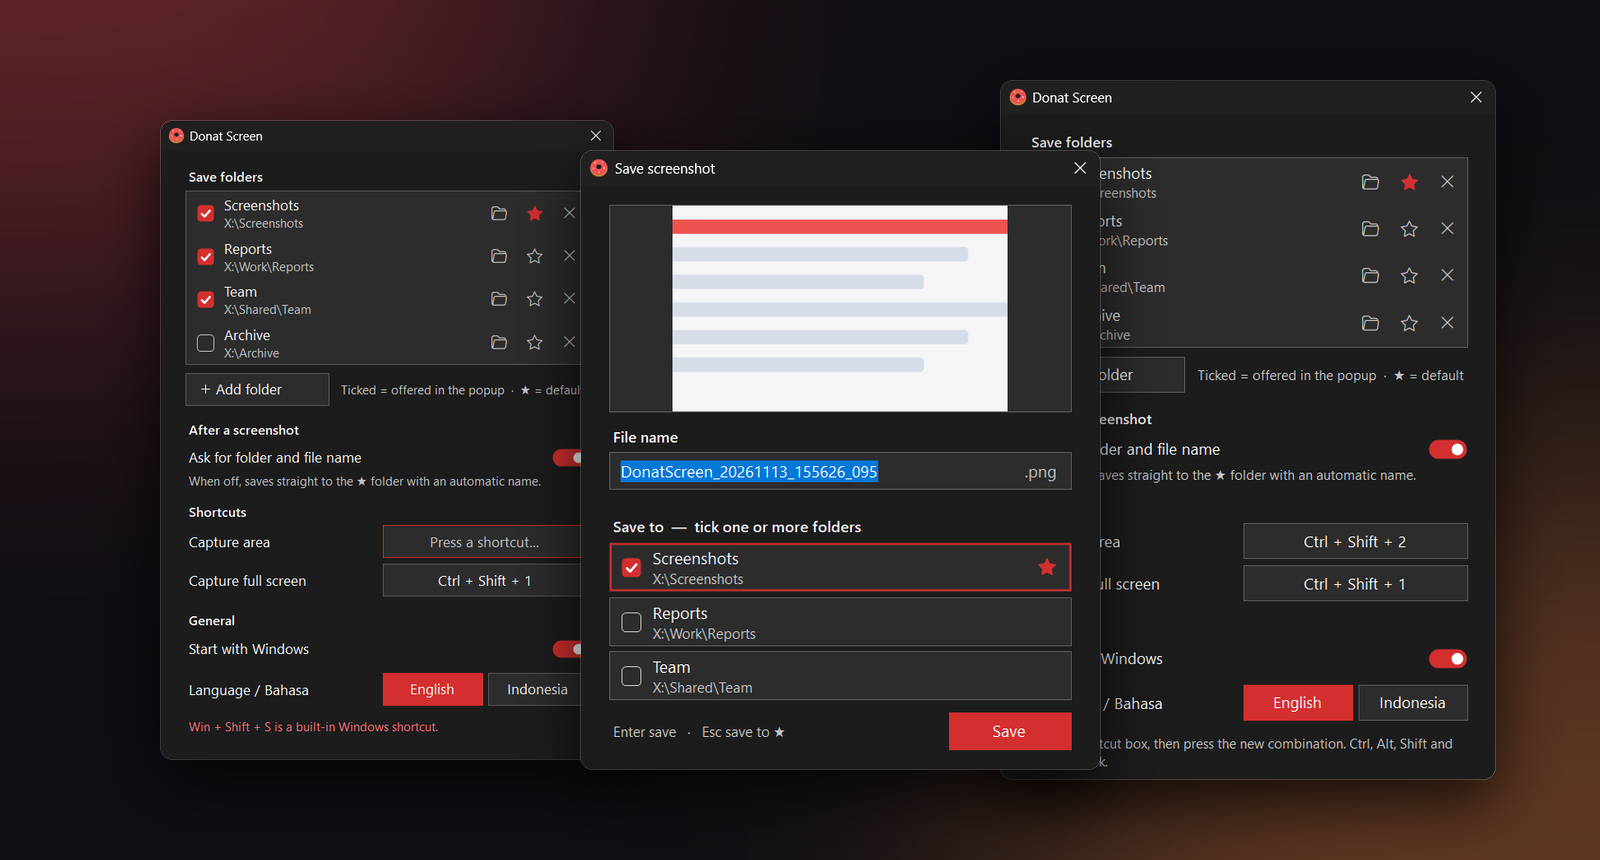 Donat Screen
Save folders
Screenshots
X:\Screenshots
Reports
X:\Work\Reports
Team
X:\Shared\Team
Archive
X:\Archive
+ Add folder
Ticked = offered in the popup · ★ = defaul
After a screenshot
Ask for folder and file name
When off, saves straight to the ★ folder with an automatic name.
Shortcuts
Capture area
Press a shortcut...
Capture full screen
Ctrl + Shift + 1
General
Start with Windows
Language / Bahasa
English
Indonesia
Win + Shift + S is a built-in Windows shortcut.
Save screenshot
File name
DonatScreen_20261113_155626_095
.png
Save to — tick one or more folders
Screenshots
X:\Screenshots
Reports
X:\Work\Reports
Team
X:\Shared\Team
Enter save · Esc save to ★
Save
Donat Screen
Save folders
enshots
reenshots
orts
ork\Reports
ared\Team
ive
chive
older
Ticked = offered in the popup · ★ = default
eenshot
der and file name
aves straight to the ★ folder with an automatic name.
rea
Ctrl + Shift + 2
ull screen
Ctrl + Shift + 1
Windows
/ Bahasa
English
Indonesia
tcut box, then press the new combination. Ctrl, Alt, Shift and
k.